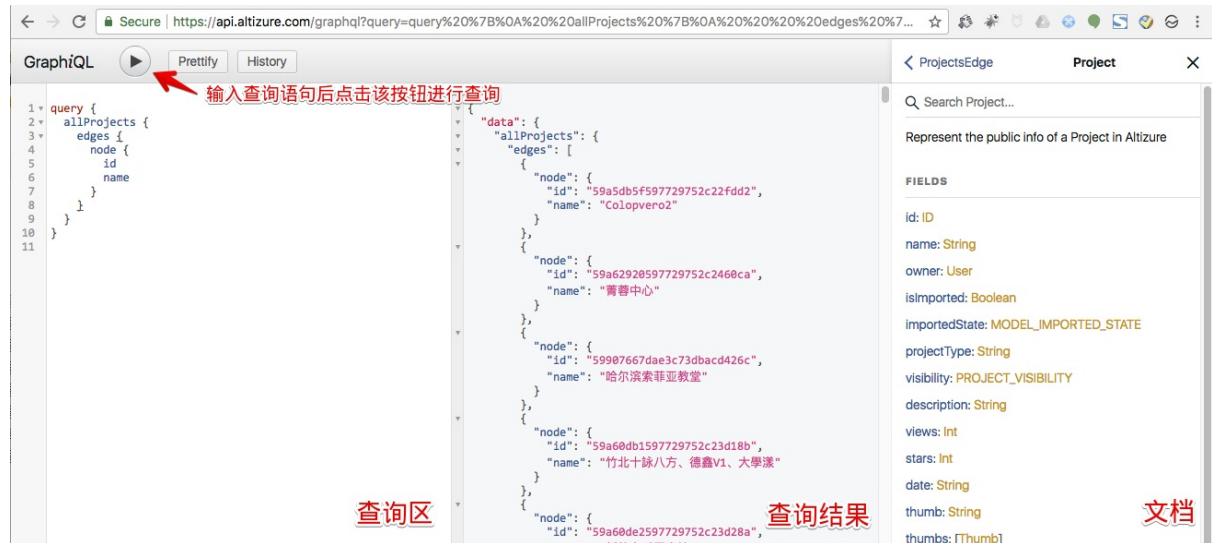 Secure | https://api.altizure.com/graphql?query=query%20%7B%0A%20%20allProjects%20%7B%0A%20%20%20%20edges%20%7...
GraphiQL Prettify History
输入查询语句后点击该按钮进行查询
1 query {
2 allProjects {
3 edges {
4 node {
5 id
6 name
7 }
8 }
9 }
10 }
11
查询区
{
"data": {
"allProjects": {
"edges": [
{
"node": {
"id": "59a5db5f597729752c22fdd2",
"name": "Colopvero2"
}
},
{
"node": {
"id": "59a62920597729752c2460ca",
"name": "菁蓉中心"
}
},
{
"node": {
"id": "59907667dae3c73dbacd426c",
"name": "哈尔滨索菲亚教堂"
}
},
{
"node": {
"id": "59a60db1597729752c23d18b",
"name": "竹北十詠八方、德鑫V1、大學漾"
}
},
{
"node": {
"id": "59a60de2597729752c23d28a",
查询结果
ProjectsEdge Project
Search Project...
Represent the public info of a Project in Altizure
FIELDS
id: ID
name: String
owner: User
isImported: Boolean
importedState: MODEL_IMPORTED_STATE
projectType: String
visibility: PROJECT_VISIBILITY
description: String
views: Int
stars: Int
date: String
thumb: String
thumbs: [Thumb]
文档